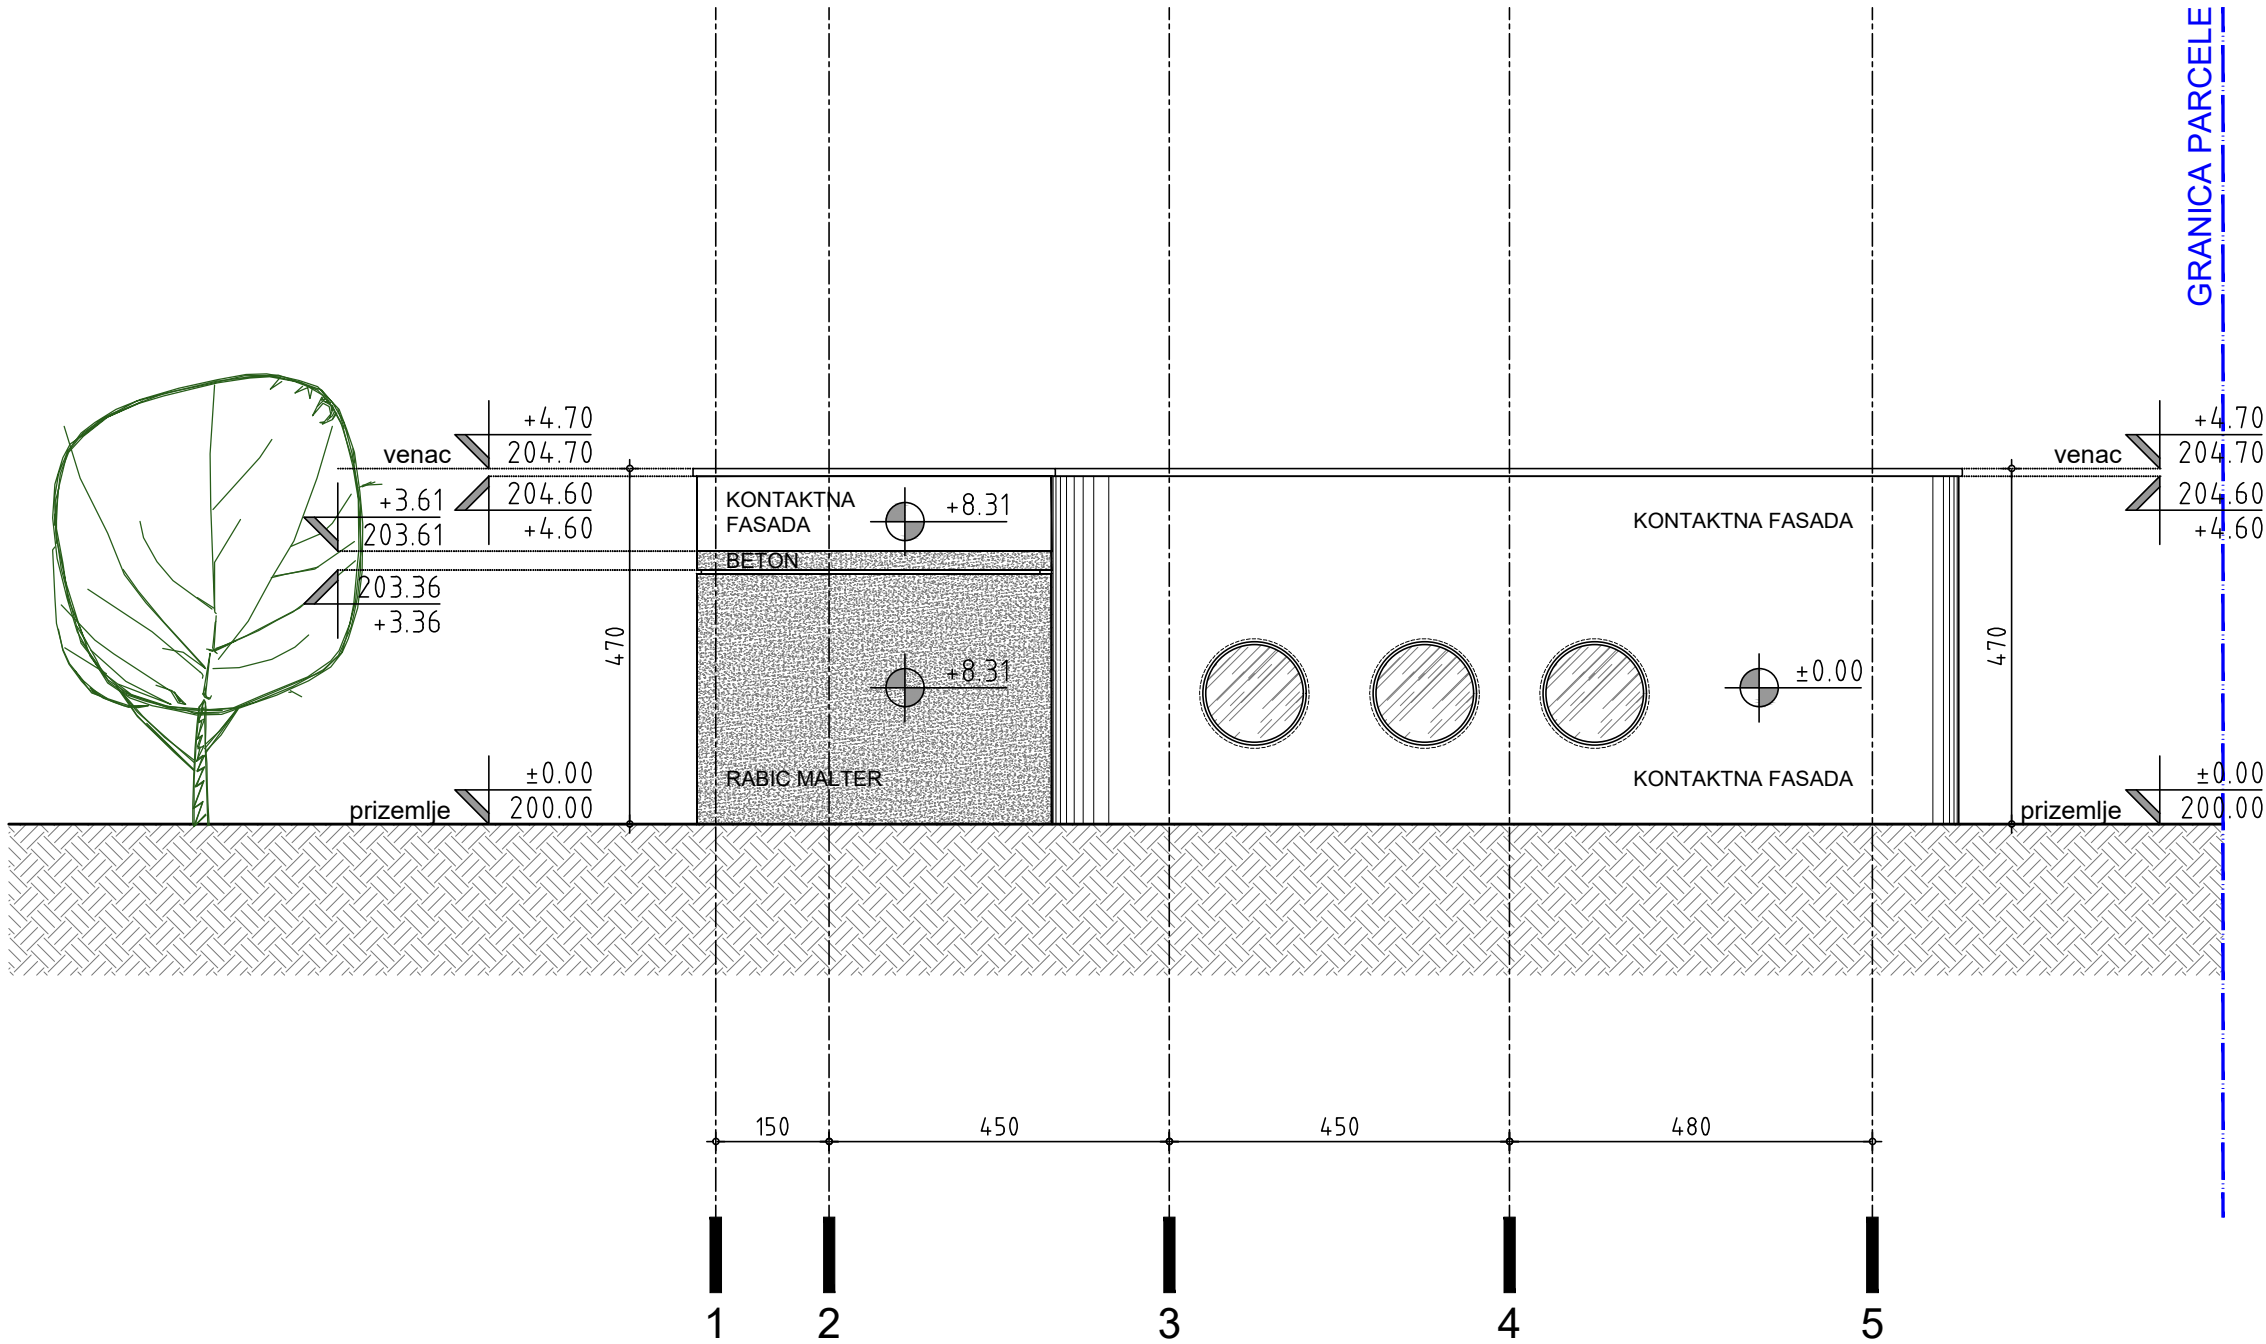 GRANICA PARCELE
+4.70
venac
204.70
204.60
+4.60
+3.61
203.61
203.36
+3.36
470
±0.00
prizemlje
200.00
KONTAKTNA
FASADA
+8.31
BETON
+8.31
RABIC MALTER
KONTAKTNA FASADA
±0.00
KONTAKTNA FASADA
+4.70
venac
204.70
204.60
+4.60
470
±0.00
prizemlje
200.00
150
450
450
480
1
2
3
4
5